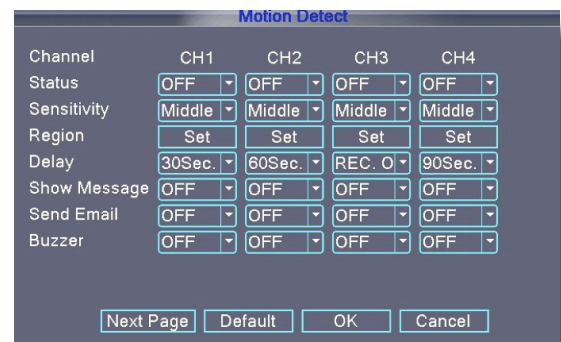 Motion Detect
Channel CH1 CH2 CH3 CH4
Status OFF OFF OFF OFF
Sensitivity Middle Middle Middle Middle
Region Set Set Set Set
Delay 30Sec. 60Sec. REC. O 90Sec.
Show Message OFF OFF OFF OFF
Send Email OFF OFF OFF OFF
Buzzer OFF OFF OFF OFF
Next Page Default OK Cancel